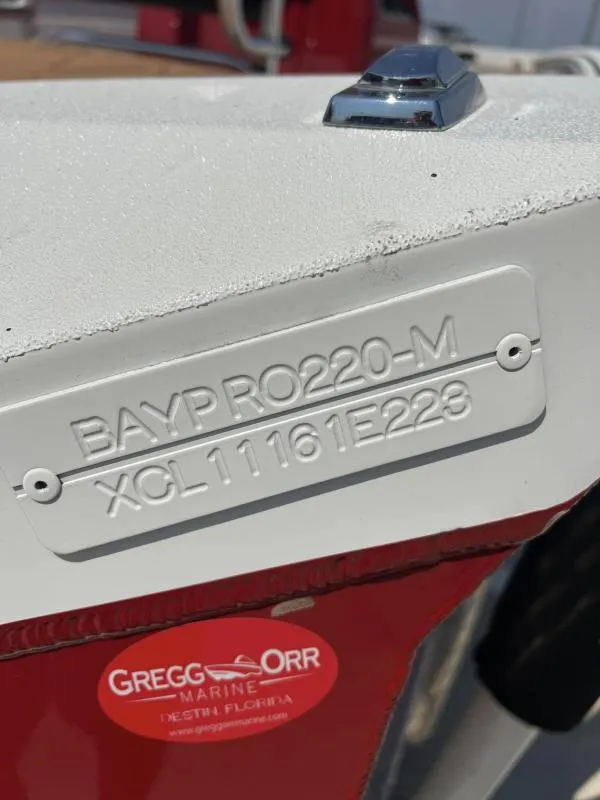 BAYPRO220-M
XCL11161E223
GREGG ORR
MARINE
DESTIN, FLORIDA
www.greggorrmarine.com